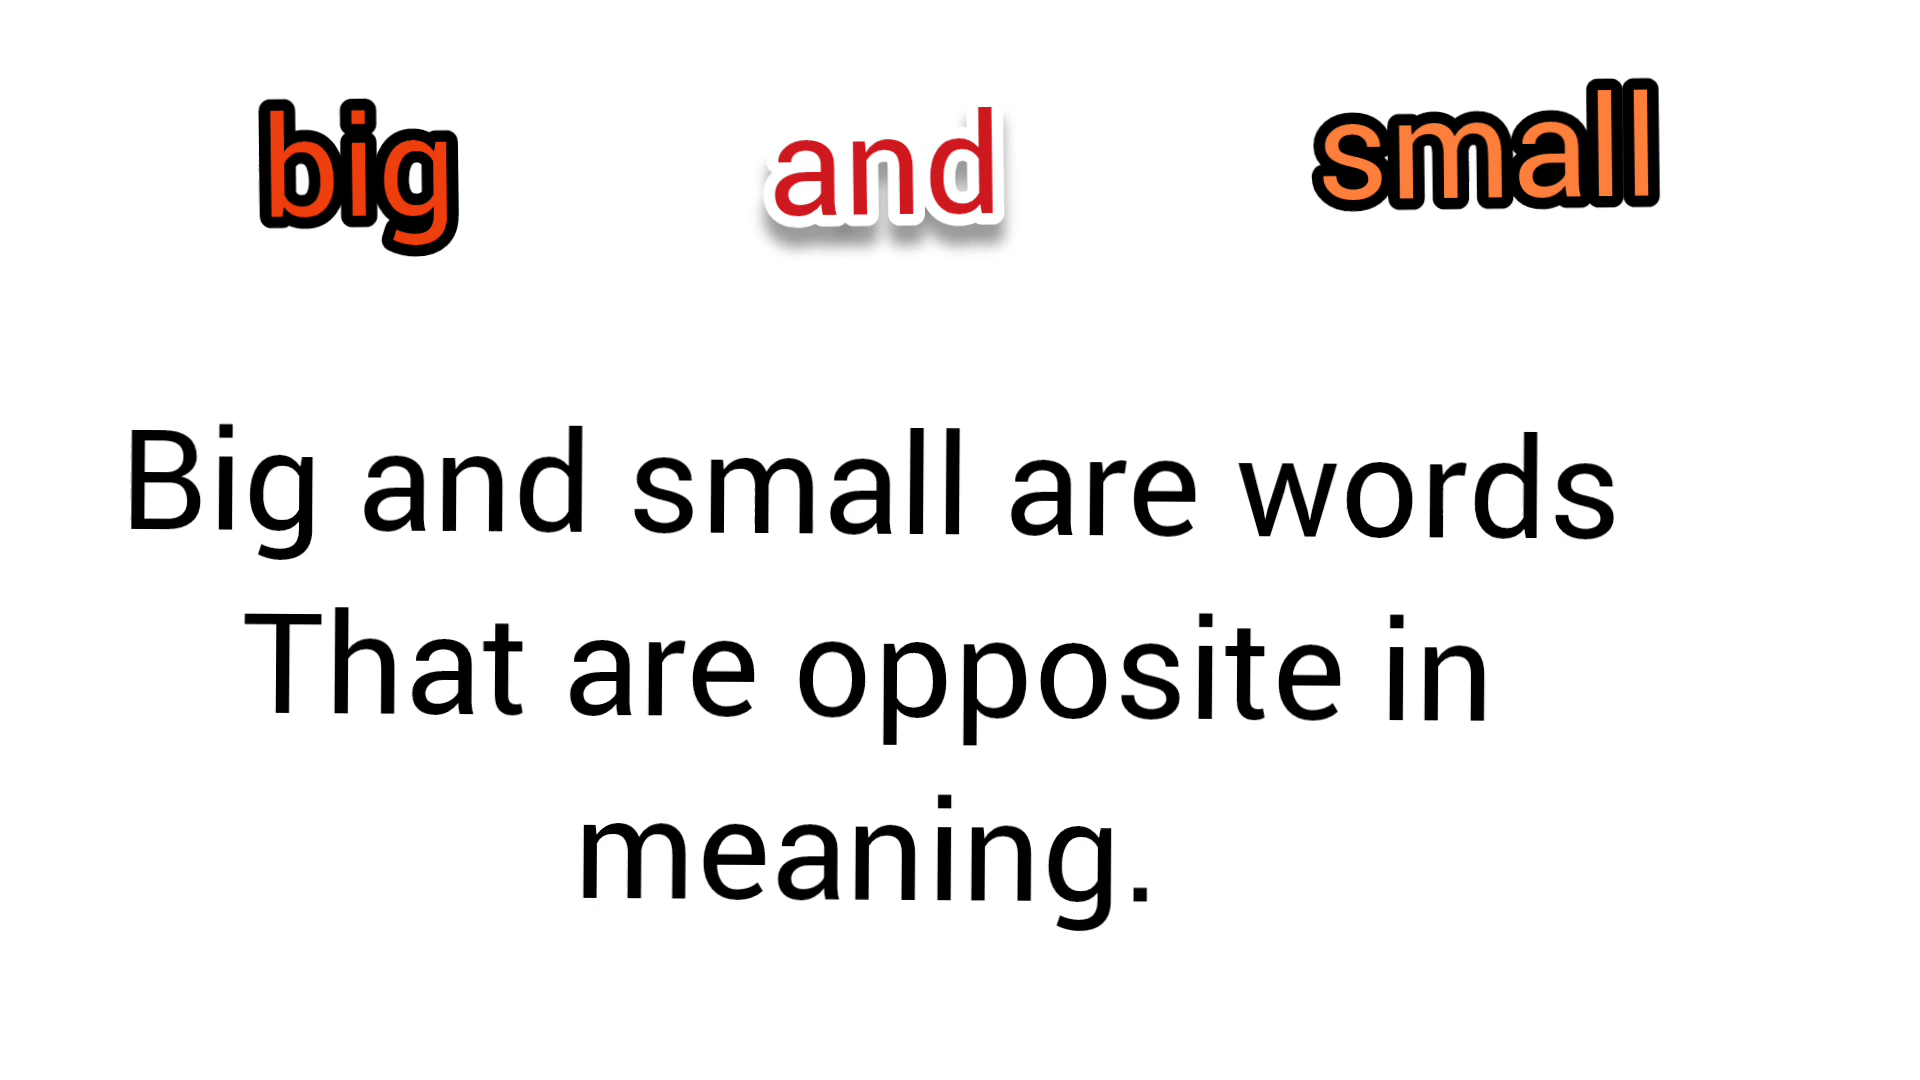 big and small
Big and small are words
That are opposite in
meaning.